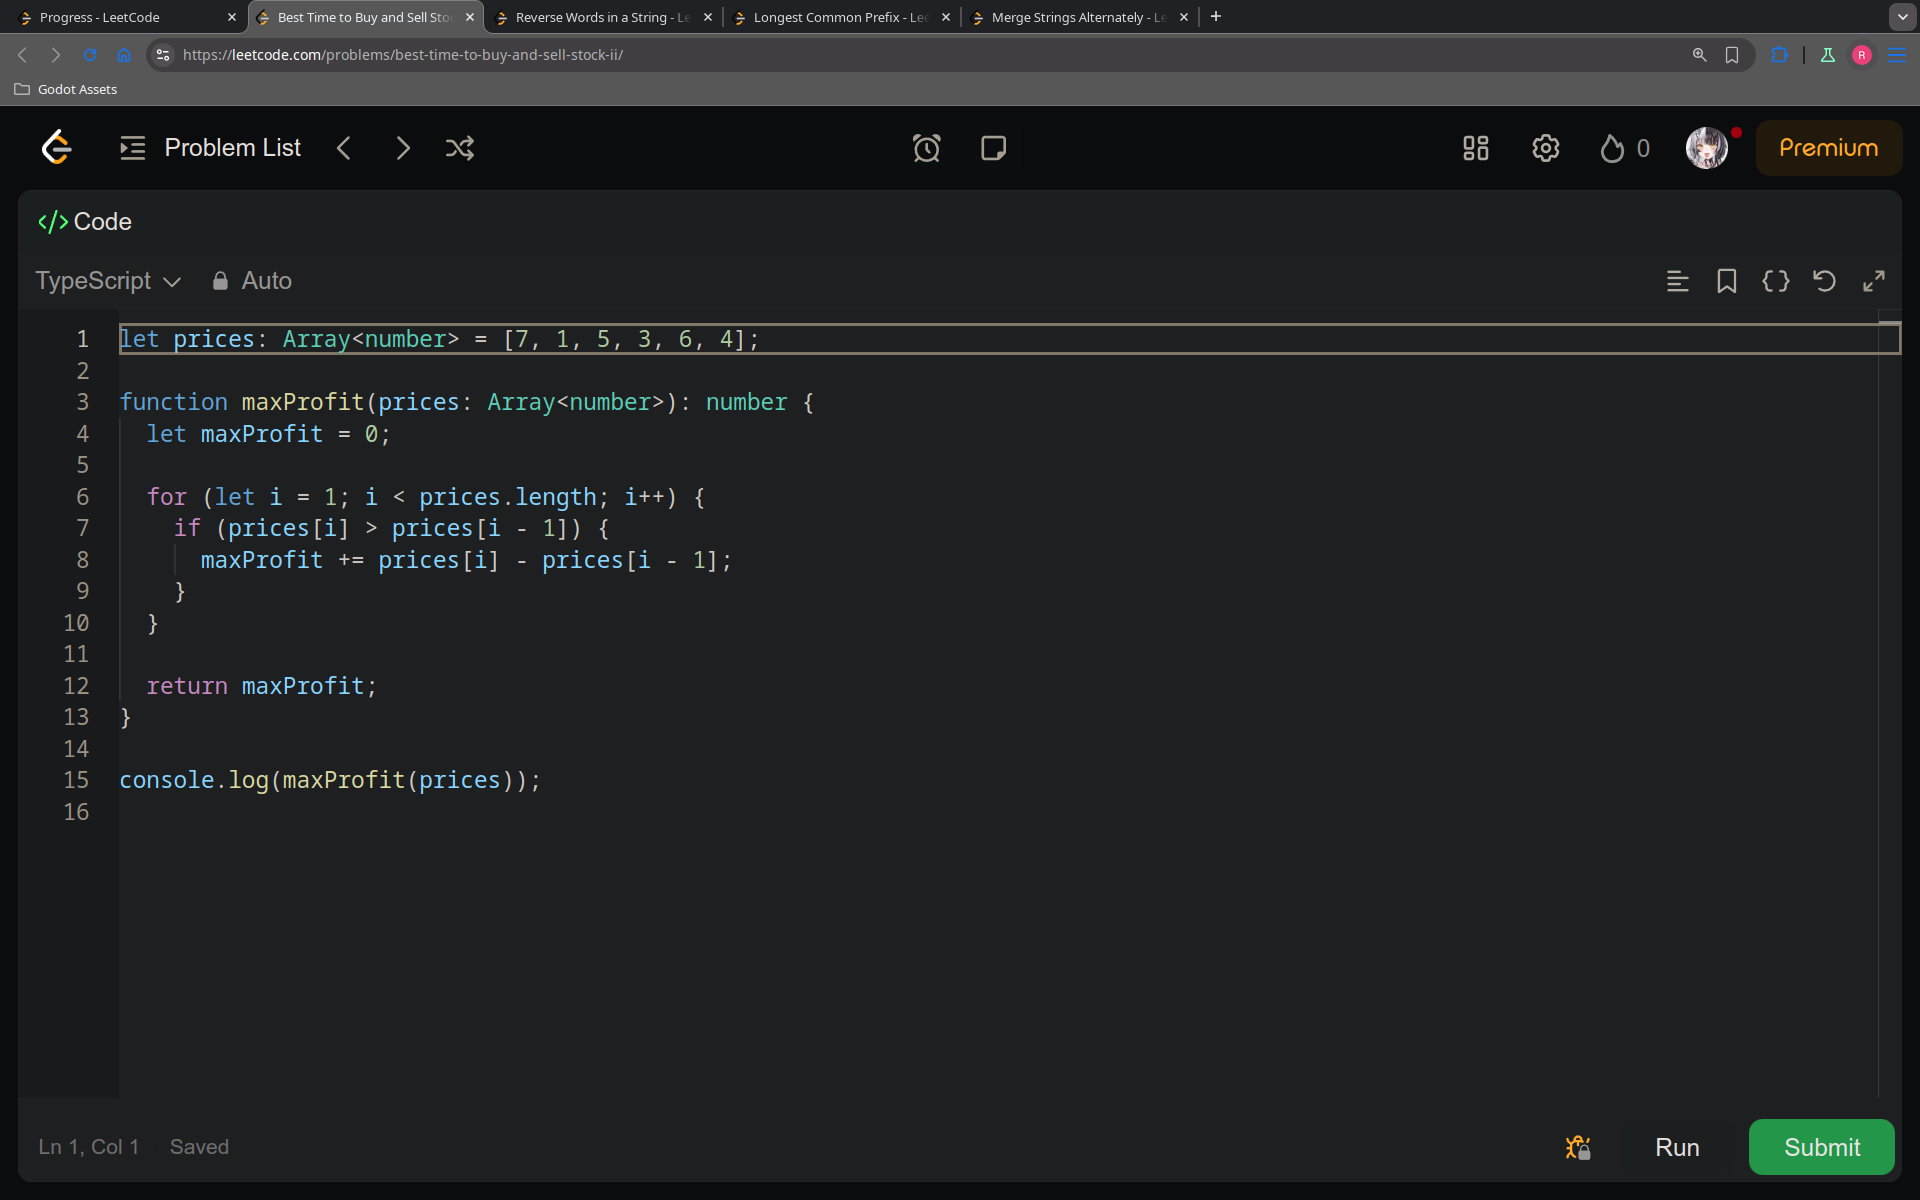 Progress - LeetCode
Best Time to Buy and Sell Sto
Reverse Words in a String - Le
Longest Common Prefix - Lee
Merge Strings Alternately - Le
https://leetcode.com/problems/best-time-to-buy-and-sell-stock-ii/
R
Godot Assets
Problem List
0
Premium
</> Code
TypeScript
Auto
1 let prices: Array<number> = [7, 1, 5, 3, 6, 4];
2
3 function maxProfit(prices: Array<number>): number {
4   let maxProfit = 0;
5
6   for (let i = 1; i < prices.length; i++) {
7     if (prices[i] > prices[i - 1]) {
8       maxProfit += prices[i] - prices[i - 1];
9     }
10   }
11
12   return maxProfit;
13 }
14
15 console.log(maxProfit(prices));
16
Ln 1, Col 1
Saved
Run
Submit